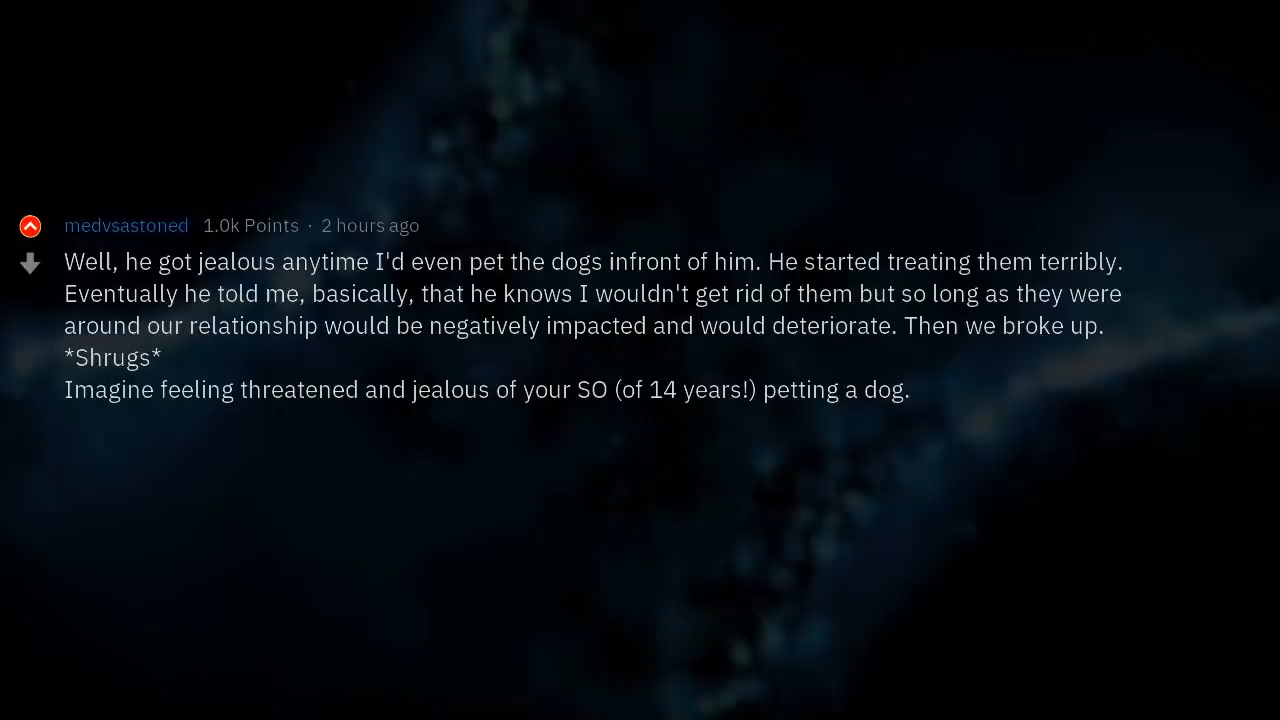 medvsastoned 1.0k Points · 2 hours ago
Well, he got jealous anytime I'd even pet the dogs infront of him. He started treating them terribly.
Eventually he told me, basically, that he knows I wouldn't get rid of them but so long as they were
around our relationship would be negatively impacted and would deteriorate. Then we broke up.
*Shrugs*
Imagine feeling threatened and jealous of your SO (of 14 years!) petting a dog.